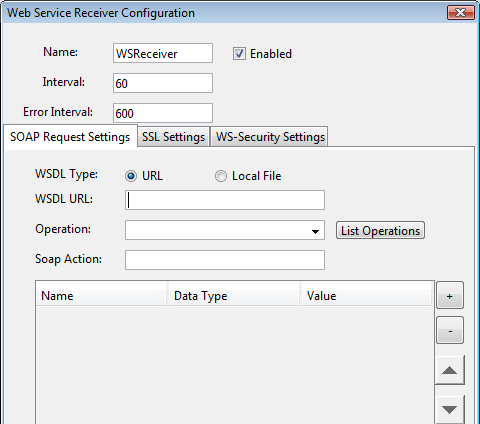 Web Service Receiver Configuration
Name: WSReceiver Enabled
Interval: 60
Error Interval: 600
SOAP Request Settings SSL Settings WS-Security Settings
WSDL Type: URL Local File
WSDL URL:
Operation: List Operations
Soap Action:
Name Data Type Value +
-